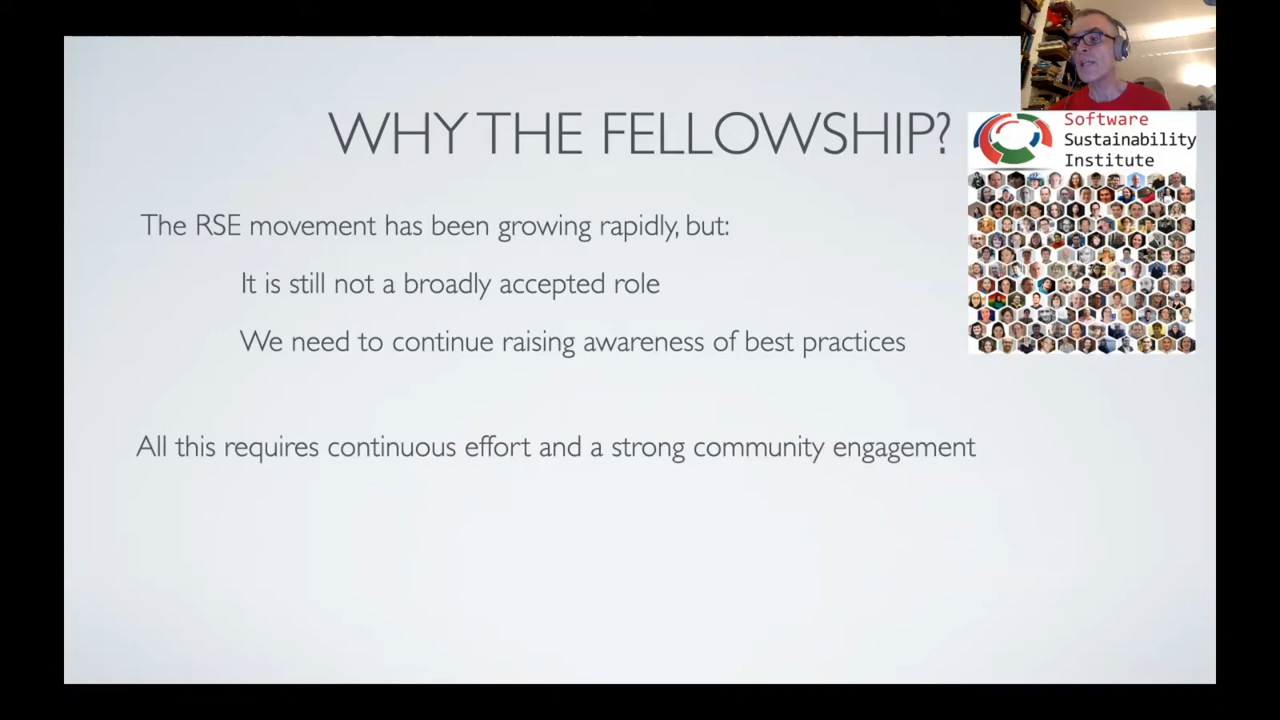 WHY THE FELLOWSHIP?
Software
Sustainability
Institute
The RSE movement has been growing rapidly, but:
It is still not a broadly accepted role
We need to continue raising awareness of best practices
All this requires continuous effort and a strong community engagement